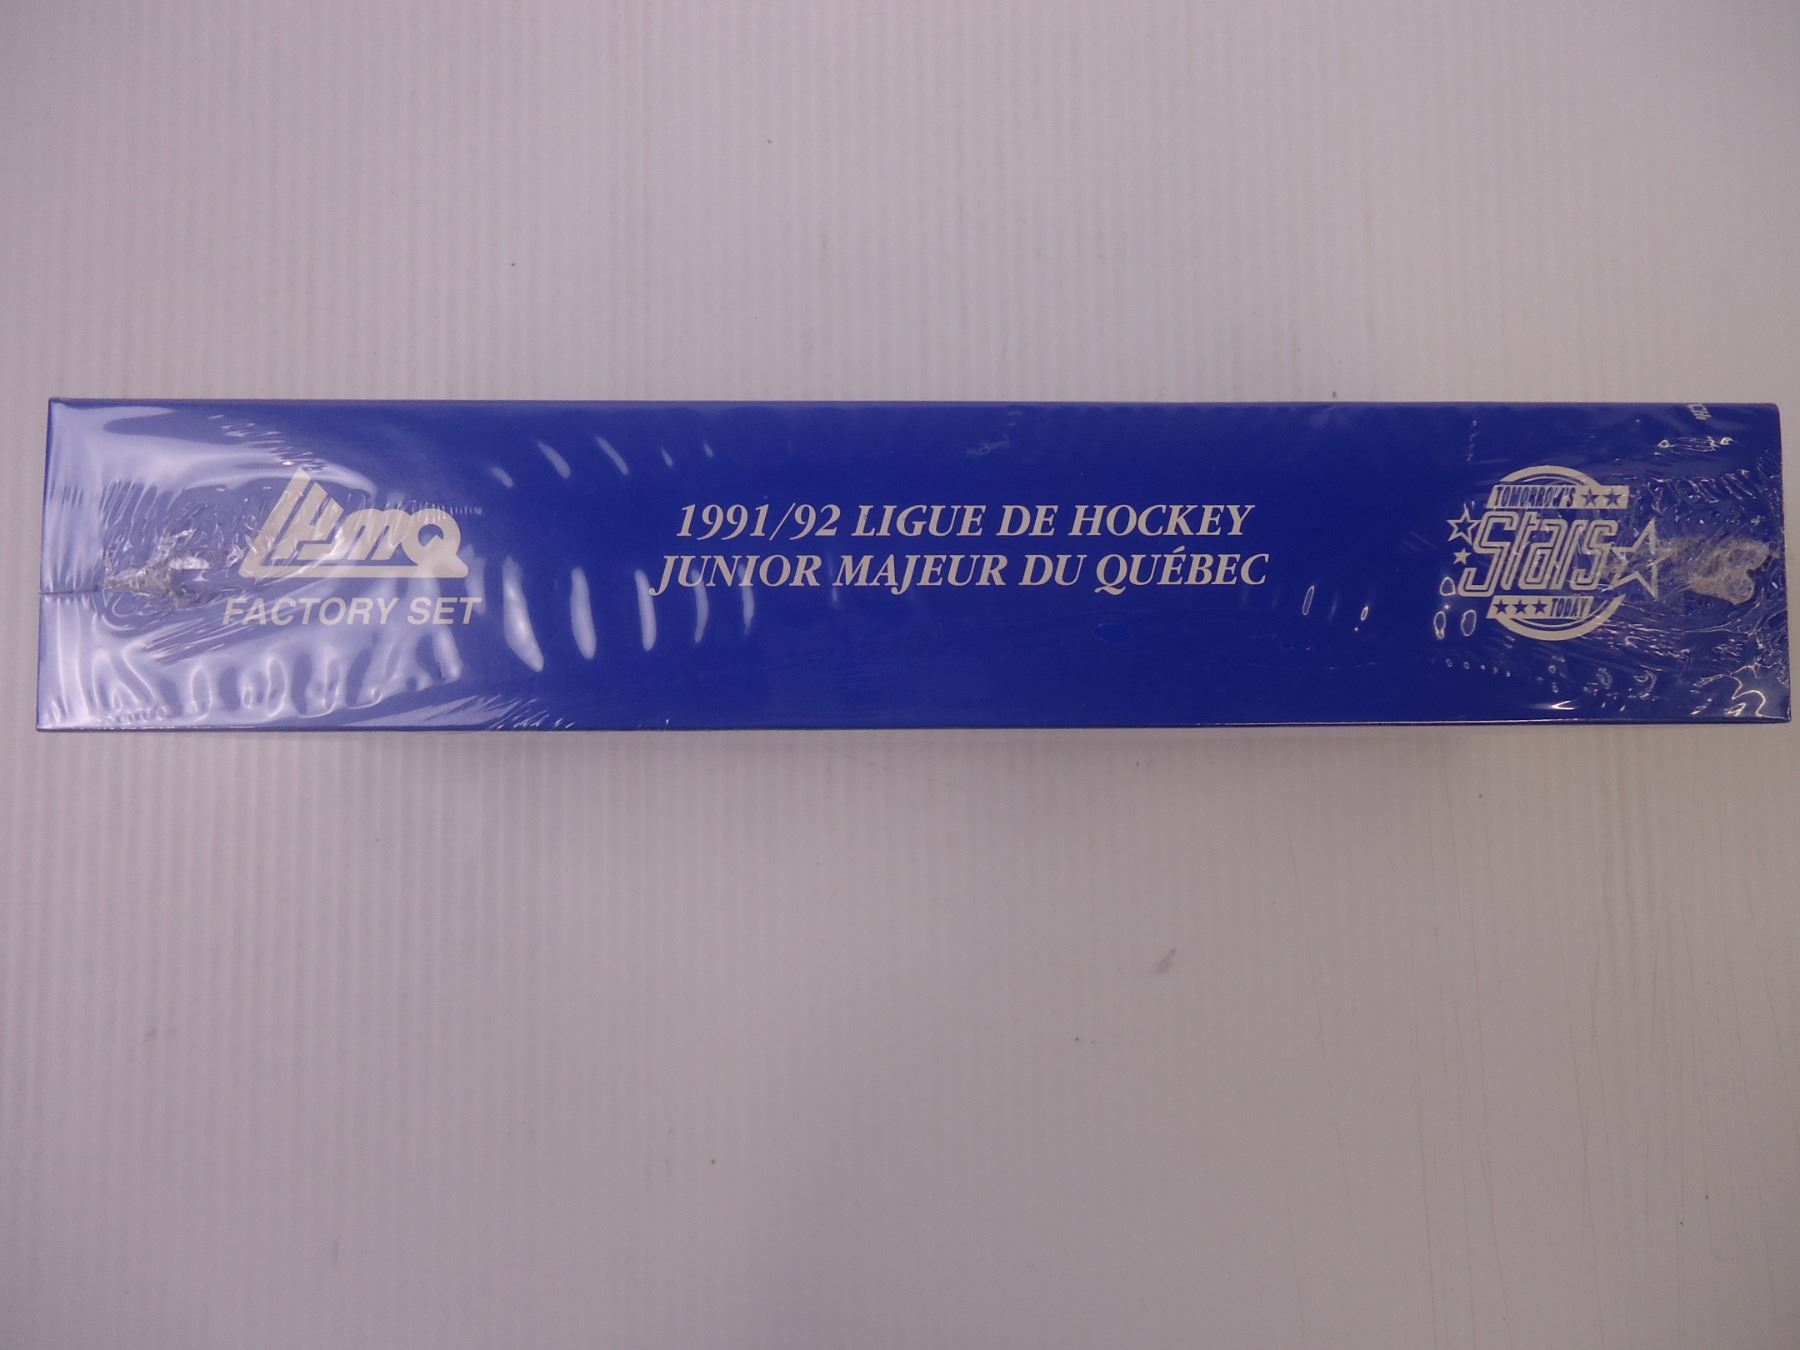 LHJMQ
FACTORY SET
1991/92 LIGUE DE HOCKEY
JUNIOR MAJEUR DU QUÉBEC
TOMORROW'S
Stars
TODAY